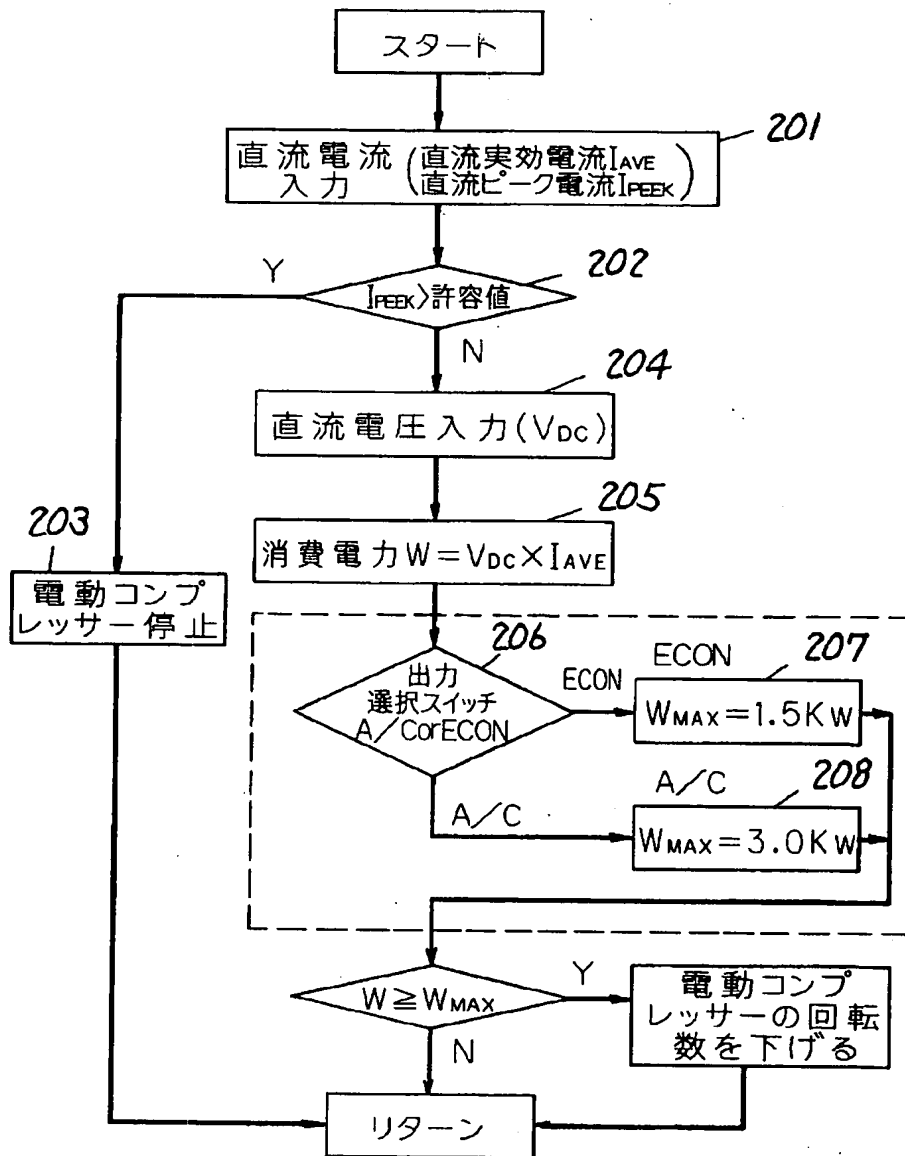 スタート
201
直流電流
入力
(直流実効電流IAVE
直流ピーク電流IPEEK)
202
Y
IPEEK>許容値
N
204
直流電圧入力(VDC)
205
203
消費電力W=VDC×IAVE
電動コンプ
レッサー停止
206
出力
選択スイッチ
A/CorECON
ECON
ECON
207
WMAX=1.5KW
A/C
A/C
208
WMAX=3.0KW
W≧WMAX
Y
N
電動コンプ
レッサーの回転
数を下げる
リターン